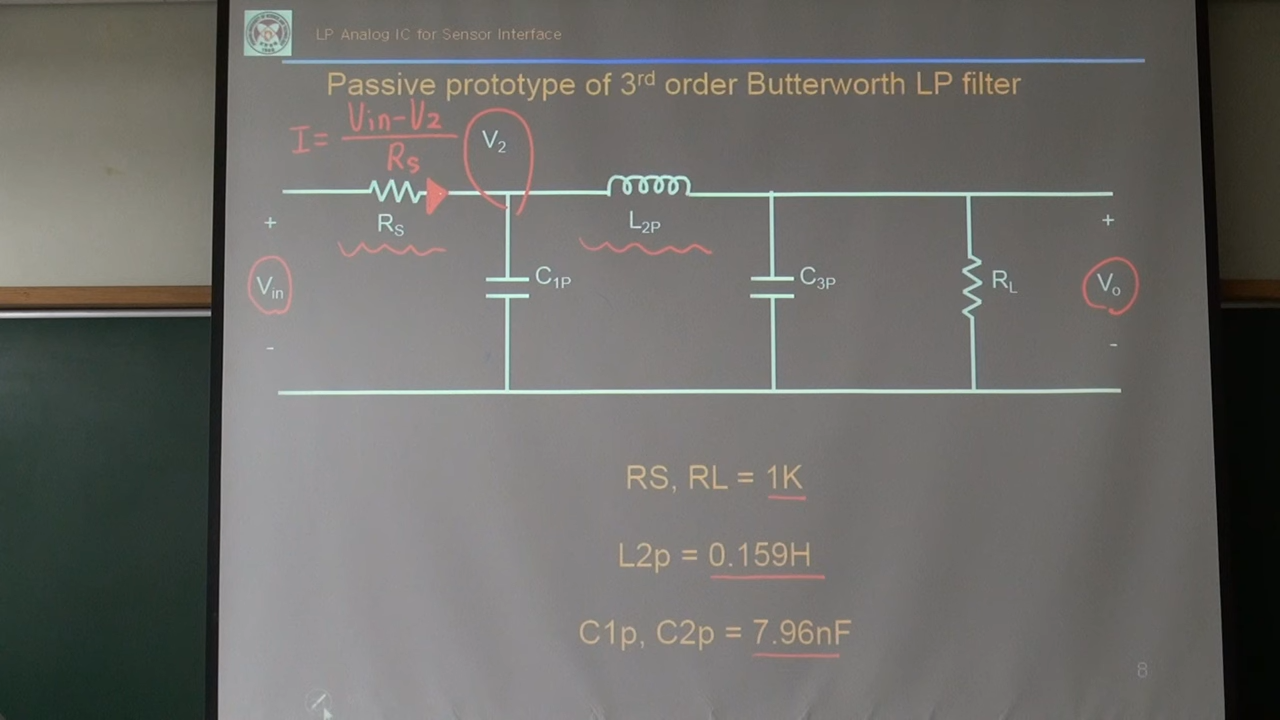 LP Analog IC for Sensor Interface
Passive prototype of 3rd order Butterworth LP filter
I = Vin-V2 / Rs
V2
RS
L2P
+
+
Vin
C1P
C3P
RL
Vo
-
-
RS, RL = 1K
L2p = 0.159H
C1p, C2p = 7.96nF
8